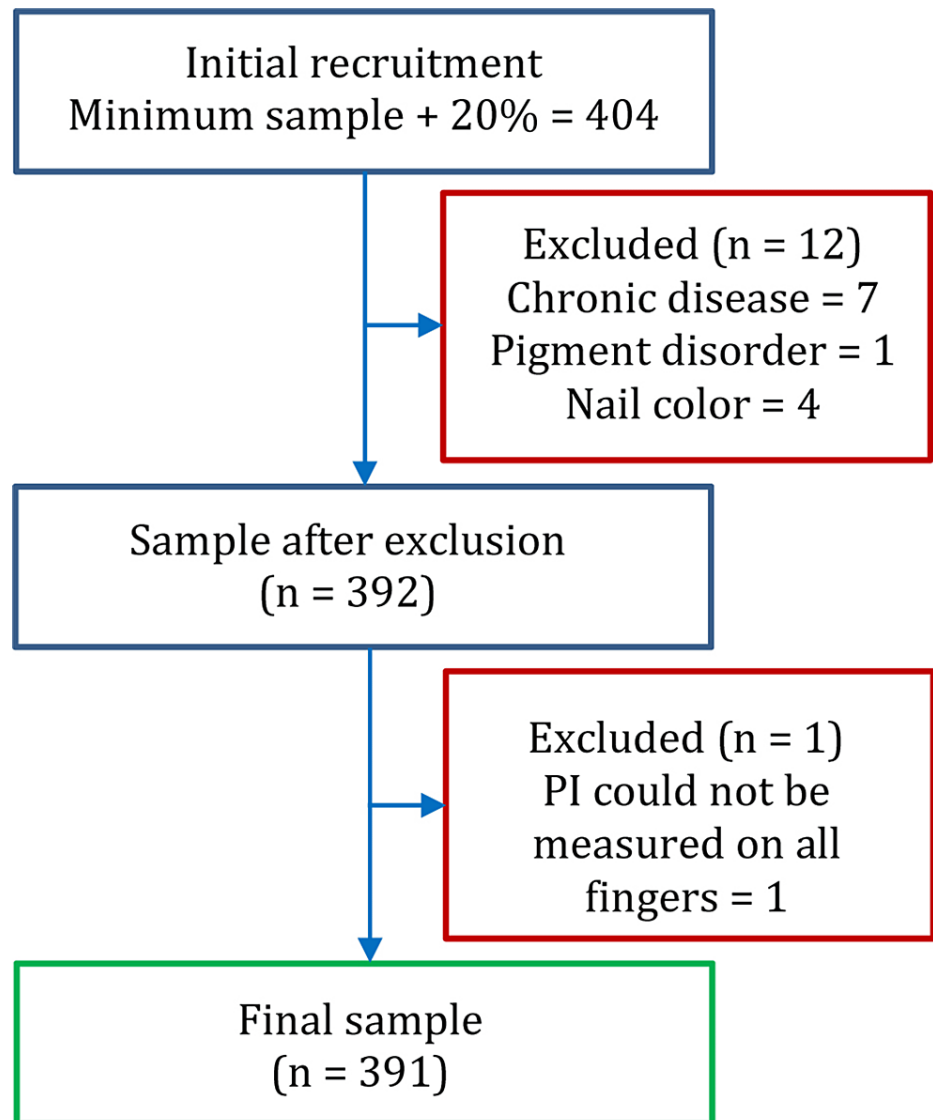 Initial recruitment
Minimum sample + 20% = 404
Excluded (n = 12)
Chronic disease = 7
Pigment disorder = 1
Nail color = 4
Sample after exclusion
(n = 392)
Excluded (n = 1)
PI could not be
measured on all
fingers = 1
Final sample
(n = 391)